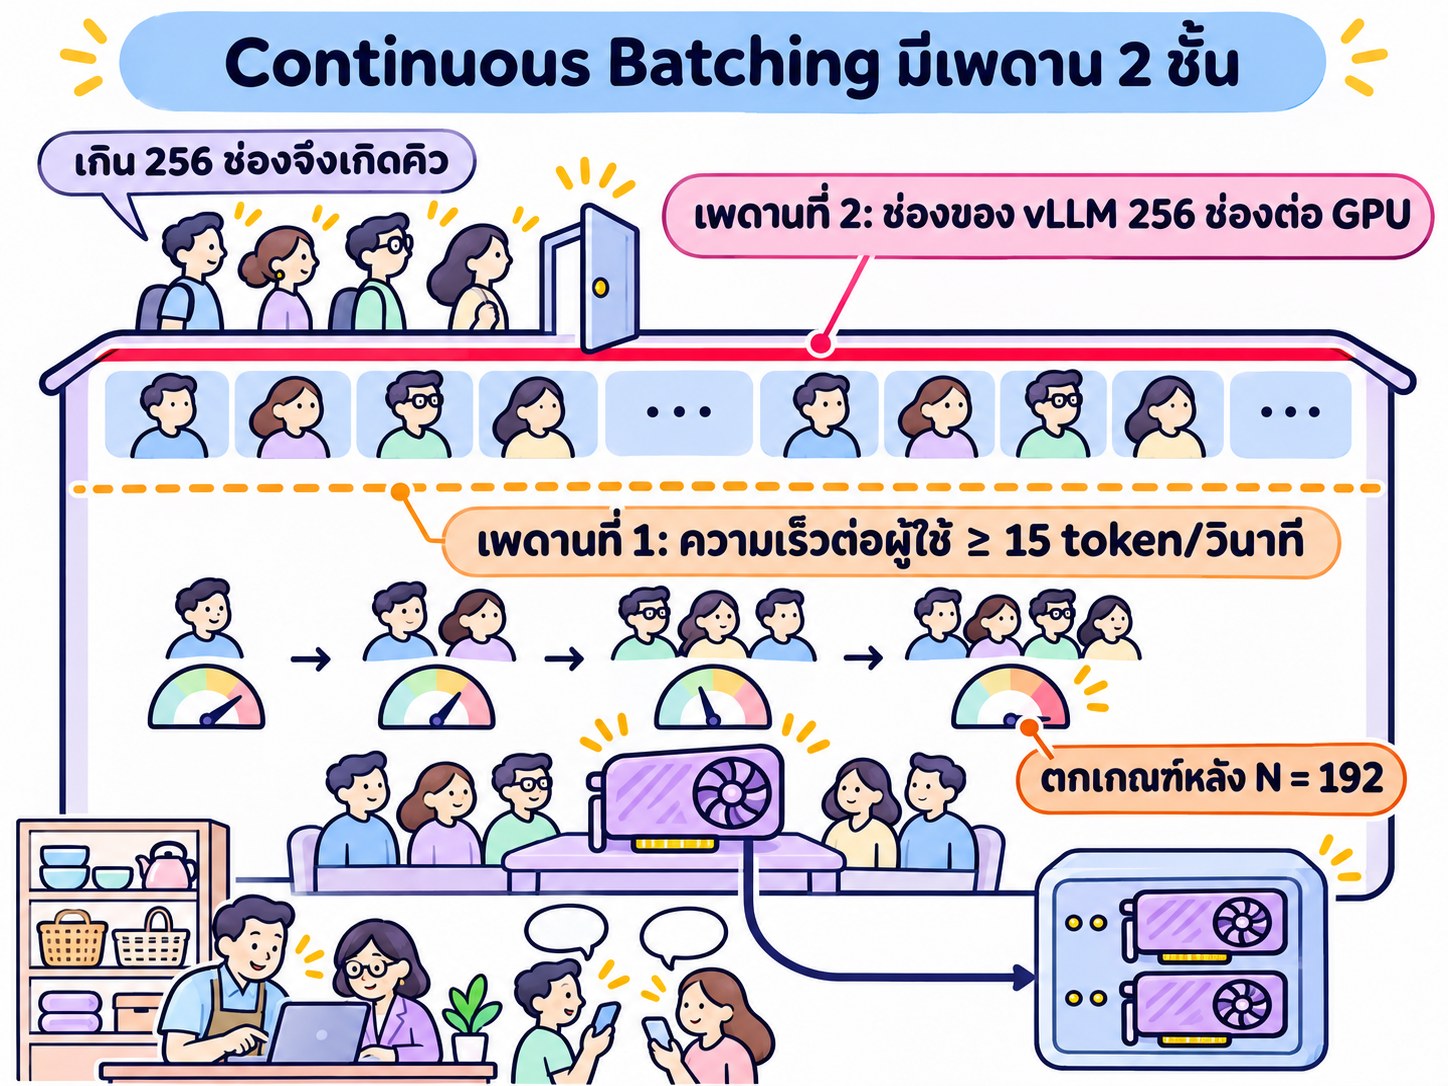 Continuous Batching มีเพดาน 2 ชั้น
เกิน 256 ช่องจึงเกิดคิว
เพดานที่ 2: ช่องของ vLLM 256 ช่องต่อ GPU
เพดานที่ 1: ความเร็วต่อผู้ใช้ ≥ 15 token/วินาที
ตกเกณฑ์หลัง N = 192